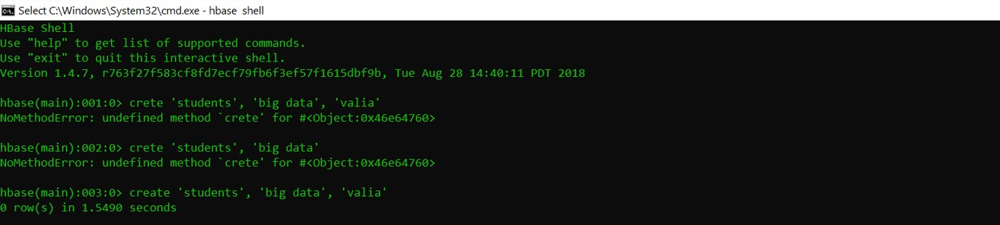 Select C:\Windows\System32\cmd.exe - hbase  shell
HBase Shell
Use "help" to get list of supported commands.
Use "exit" to quit this interactive shell.
Version 1.4.7, r763f27f583cf8fd7ecf79fb6f3ef57f1615dbf9b, Tue Aug 28 14:40:11 PDT 2018
hbase(main):001:0> crete 'students', 'big data', 'valia'
NoMethodError: undefined method `crete' for #<Object:0x46e64760>
hbase(main):002:0> crete 'students', 'big data'
NoMethodError: undefined method `crete' for #<Object:0x46e64760>
hbase(main):003:0> create 'students', 'big data', 'valia'
0 row(s) in 1.5490 seconds